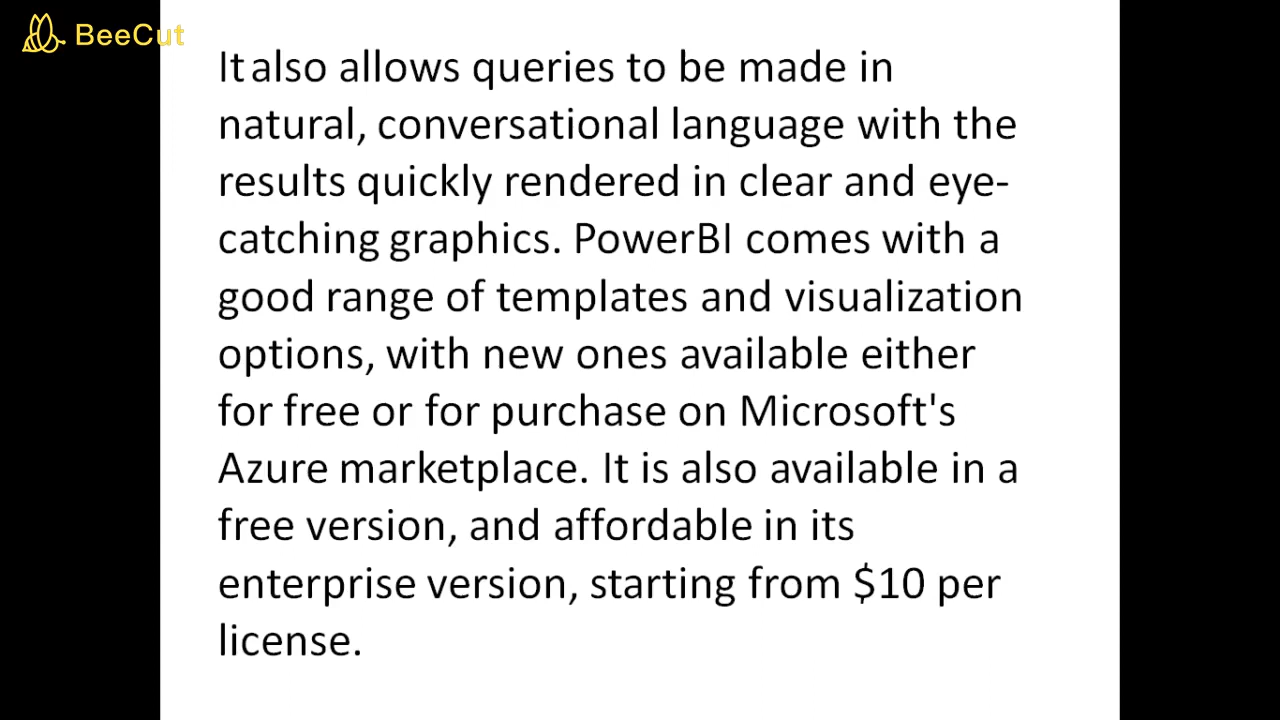 BeeCut
It also allows queries to be made in
natural, conversational language with the
results quickly rendered in clear and eye-
catching graphics. PowerBI comes with a
good range of templates and visualization
options, with new ones available either
for free or for purchase on Microsoft's
Azure marketplace. It is also available in a
free version, and affordable in its
enterprise version, starting from $10 per
license.